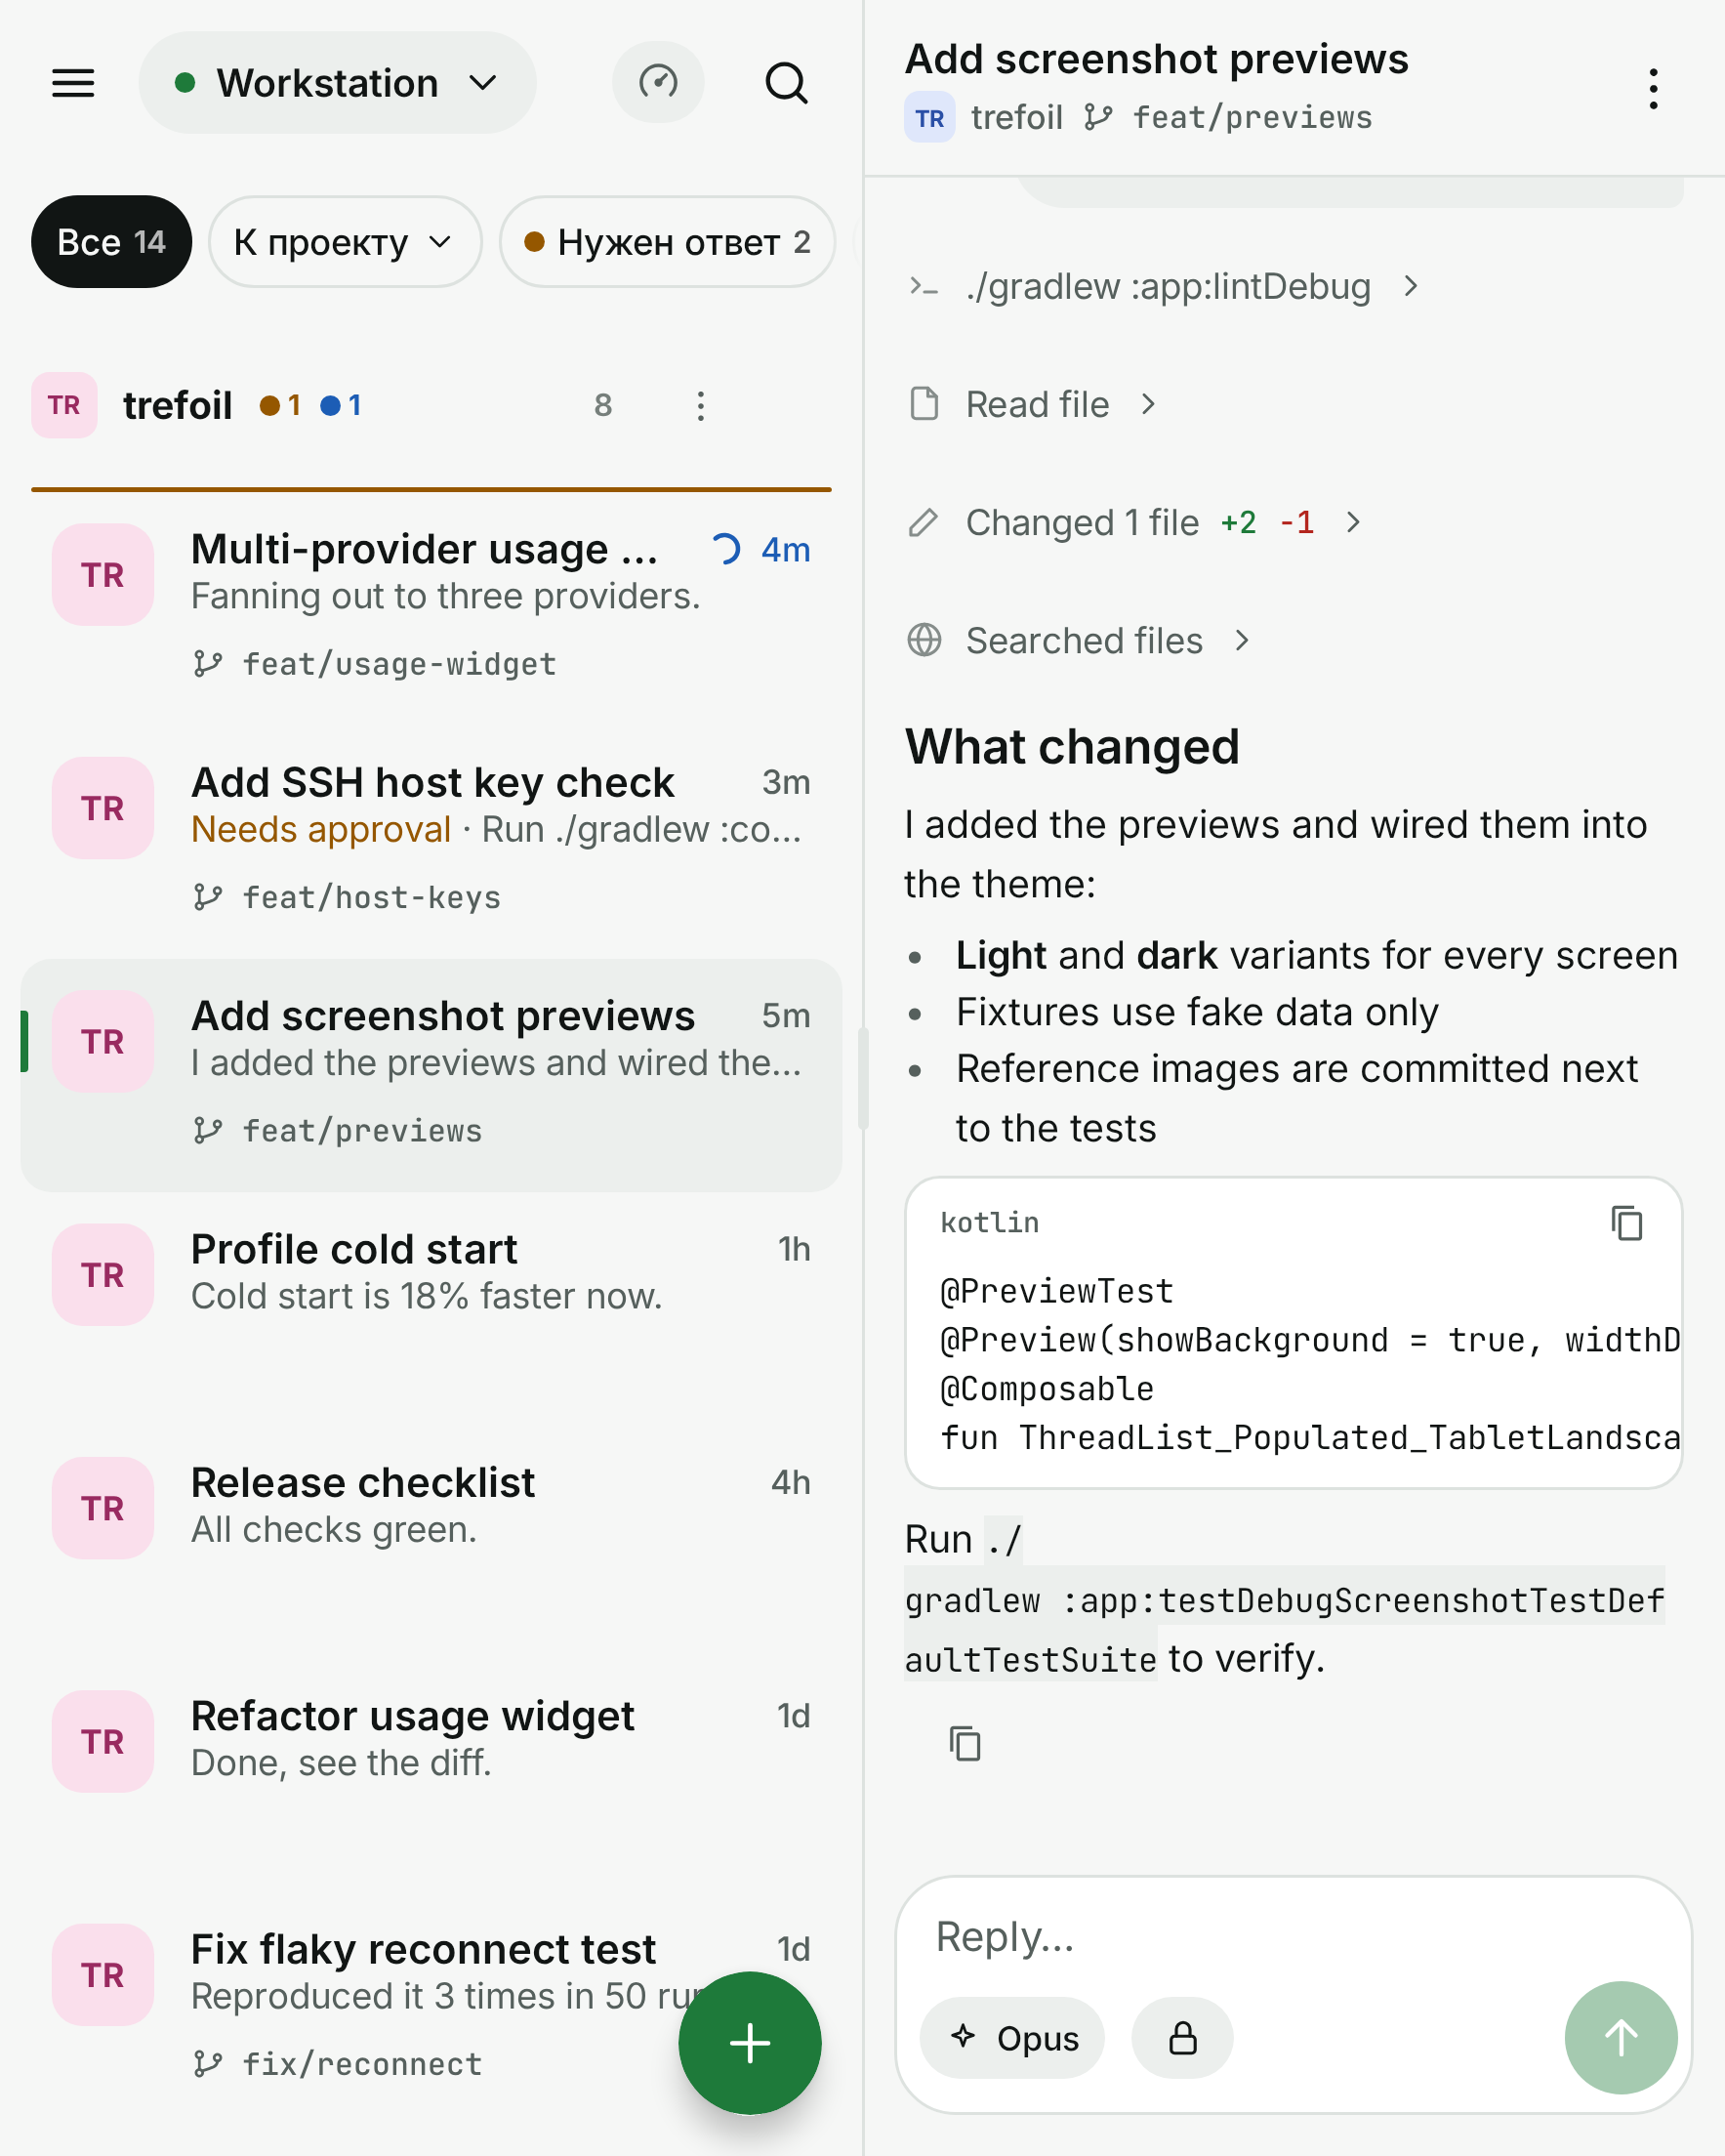 Workstation
Все 14
К проекту
Нужен ответ 2
TR trefoil 1 1 8
TR
Multi-provider usage ... 4m
Fanning out to three providers.
feat/usage-widget
TR
Add SSH host key check 3m
Needs approval · Run ./gradlew :co...
feat/host-keys
TR
Add screenshot previews 5m
I added the previews and wired the...
feat/previews
TR
Profile cold start 1h
Cold start is 18% faster now.
TR
Release checklist 4h
All checks green.
TR
Refactor usage widget 1d
Done, see the diff.
TR
Fix flaky reconnect test 1d
Reproduced it 3 times in 50
fix/reconnect
Add screenshot previews
TR trefoil feat/previews
./gradlew :app:lintDebug
Read file
Changed 1 file +2 -1
Searched files
What changed
I added the previews and wired them into
the theme:
• Light and dark variants for every screen
• Fixtures use fake data only
• Reference images are committed next
to the tests
kotlin
@PreviewTest
@Preview(showBackground = true, widthD
@Composable
fun ThreadList_Populated_TabletLandsca
Run ./
gradlew :app:testDebugScreenshotTestDef
aultTestSuite to verify.
Reply...
Opus